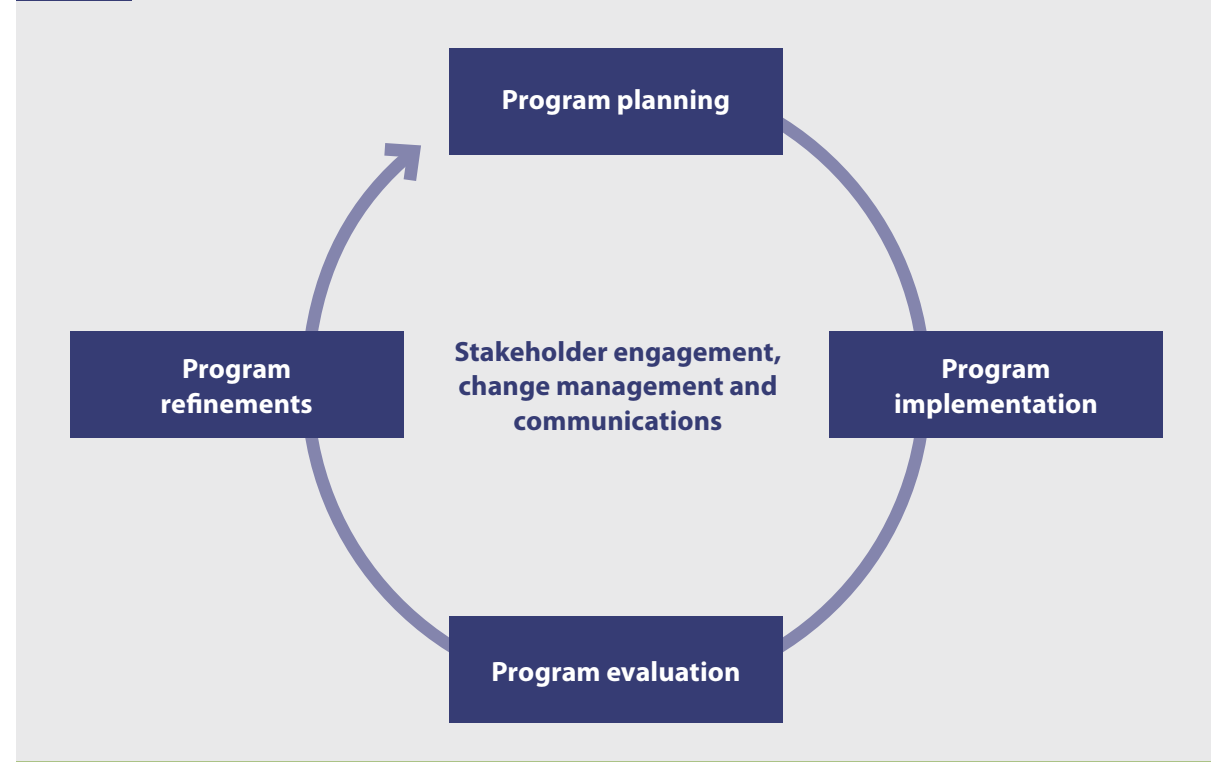 Program planning
Program
refinements
Stakeholder engagement,
change management and
communications
Program
implementation
Program evaluation